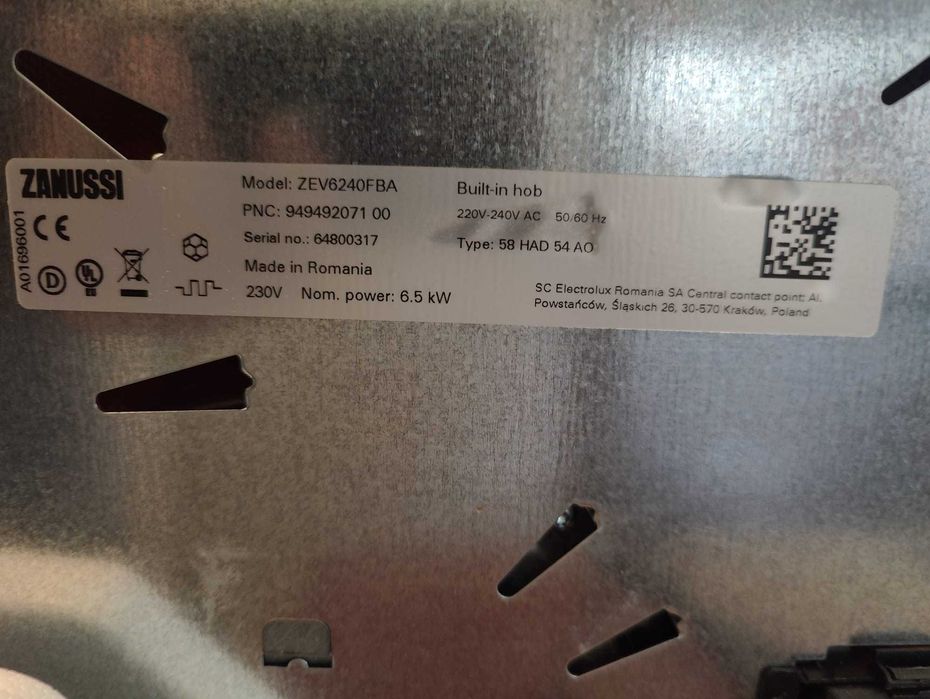 ZANUSSI
A01696001
Model: ZEV6240FBA
PNC: 949492071 00
Serial no.: 64800317
Made in Romania
230V Nom. power: 6.5 kW
Built-in hob
220V-240V AC 50/60 Hz
Type: 58 HAD 54 AO
SC Electrolux Romania SA Central contact point: Al.
Powstańców, Śląskich 26, 30-570 Kraków, Poland
CE
D
UL